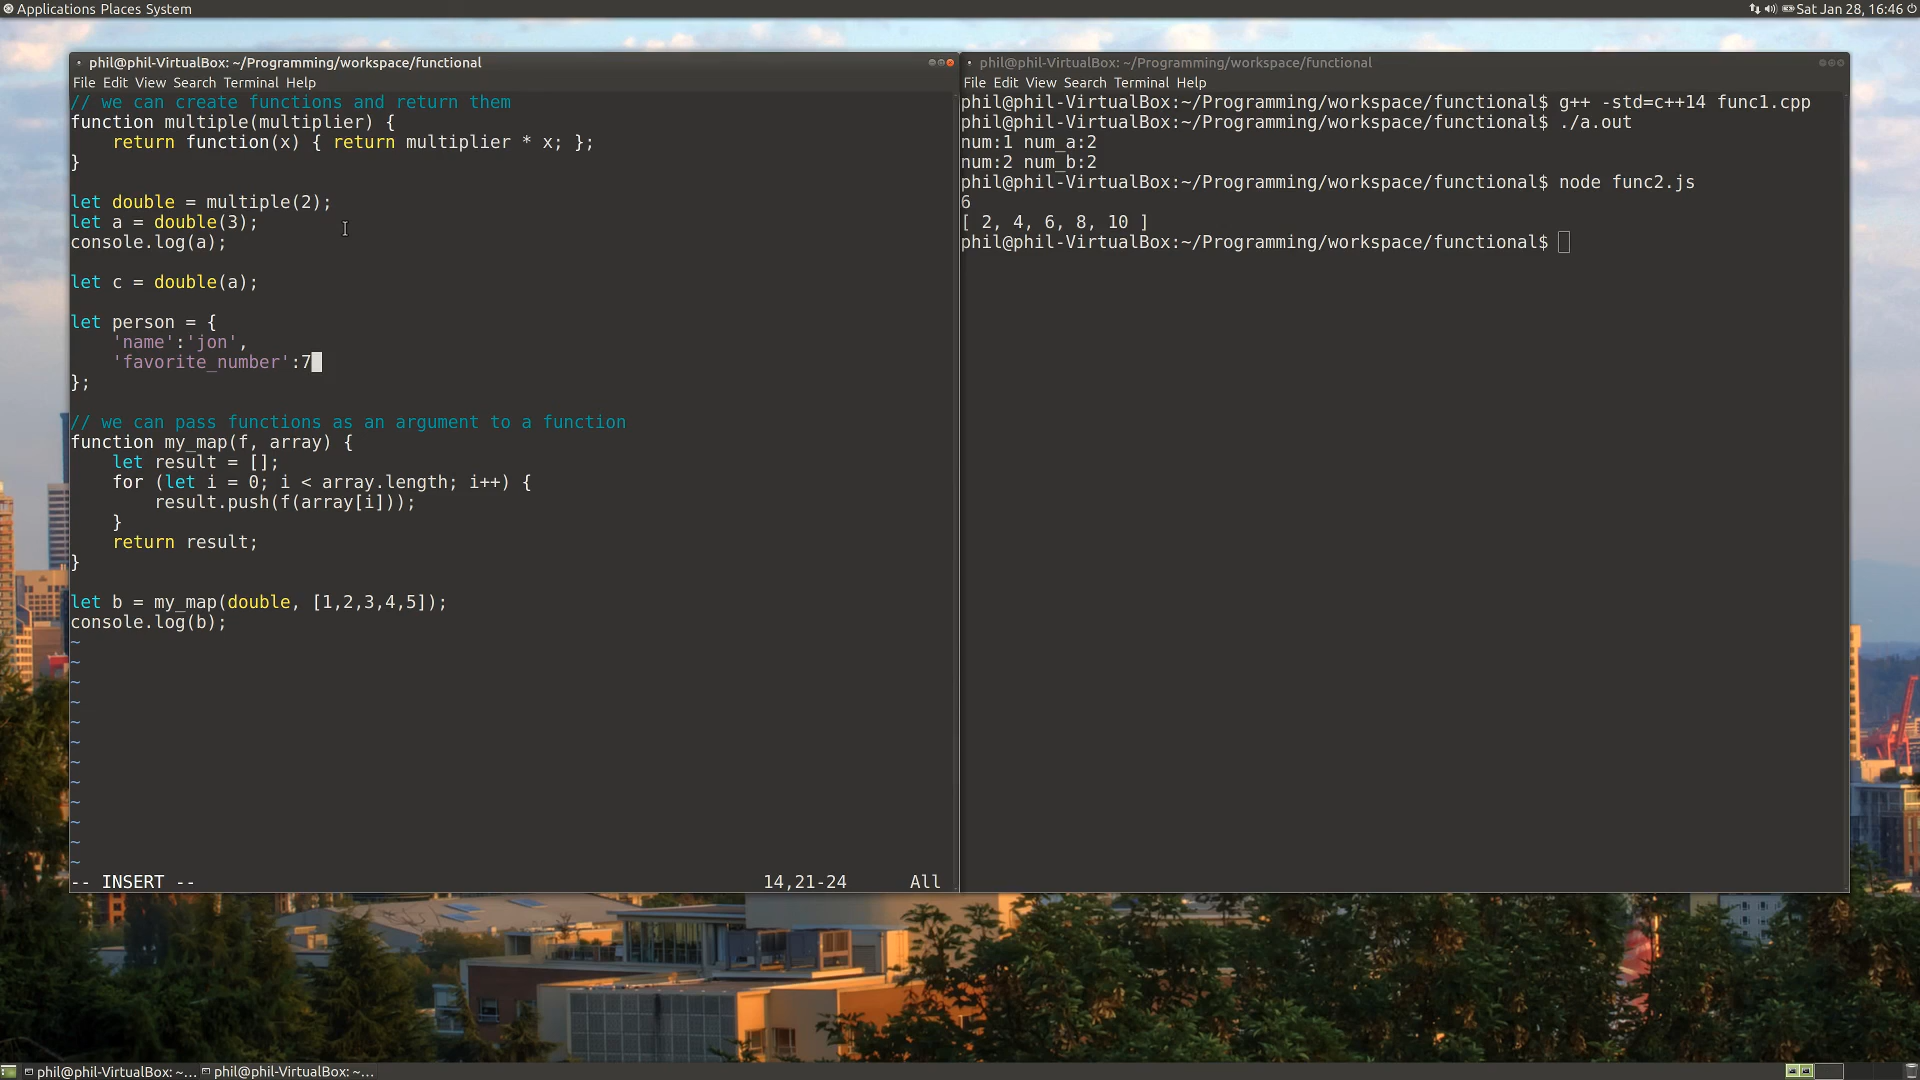 Applications Places System
Sat Jan 28, 16:46
phil@phil-VirtualBox: ~/Programming/workspace/functional
File Edit View Search Terminal Help
// we can create functions and return them
function multiple(multiplier) {
    return function(x) { return multiplier * x; };
}
let double = multiple(2);
let a = double(3);
console.log(a);
let c = double(a);
let person = {
    'name':'jon',
    'favorite_number':7
};
// we can pass functions as an argument to a function
function my_map(f, array) {
    let result = [];
    for (let i = 0; i < array.length; i++) {
        result.push(f(array[i]));
    }
    return result;
}
let b = my_map(double, [1,2,3,4,5]);
console.log(b);
~
~
~
~
~
~
~
~
~
~
~
~
-- INSERT -- 14,21-24 All
phil@phil-VirtualBox: ~/Programming/workspace/functional
File Edit View Search Terminal Help
phil@phil-VirtualBox:~/Programming/workspace/functional$ g++ -std=c++14 func1.cpp
phil@phil-VirtualBox:~/Programming/workspace/functional$ ./a.out
num:1 num_a:2
num:2 num_b:2
phil@phil-VirtualBox:~/Programming/workspace/functional$ node func2.js
6
[ 2, 4, 6, 8, 10 ]
phil@phil-VirtualBox:~/Programming/workspace/functional$
phil@phil-VirtualBox: ~... phil@phil-VirtualBox: ~...